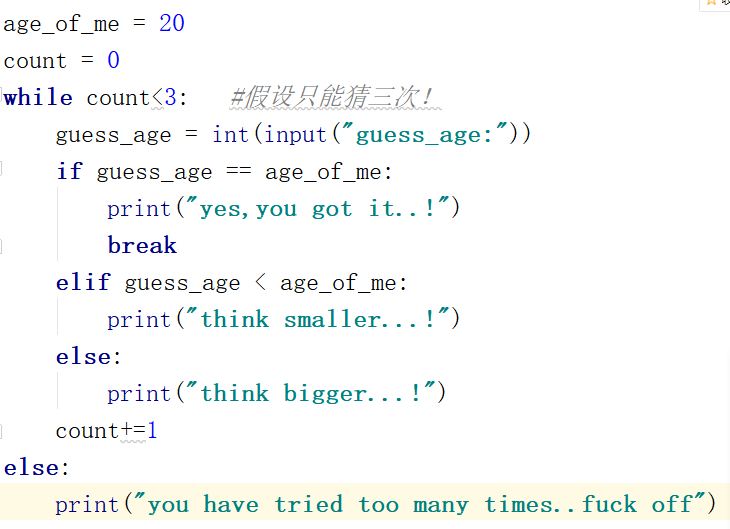 age_of_me = 20
count = 0
while count<3:   #假设只能猜三次!
    guess_age = int(input("guess_age:"))
    if guess_age == age_of_me:
        print("yes,you got it..!")
        break
    elif guess_age < age_of_me:
        print("think smaller...!")
    else:
        print("think bigger...!")
    count+=1
else:
    print("you have tried too many times..fuck off")